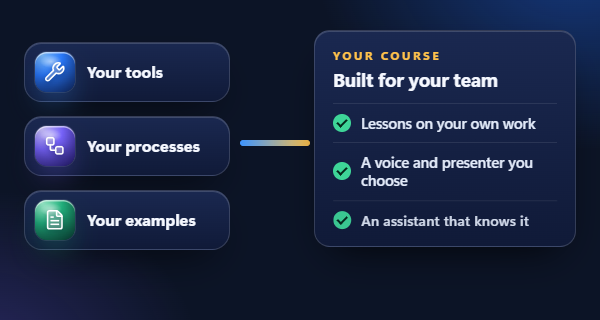 Your tools
Your processes
Your examples
YOUR COURSE
Built for your team
Lessons on your own work
A voice and presenter you
choose
An assistant that knows it